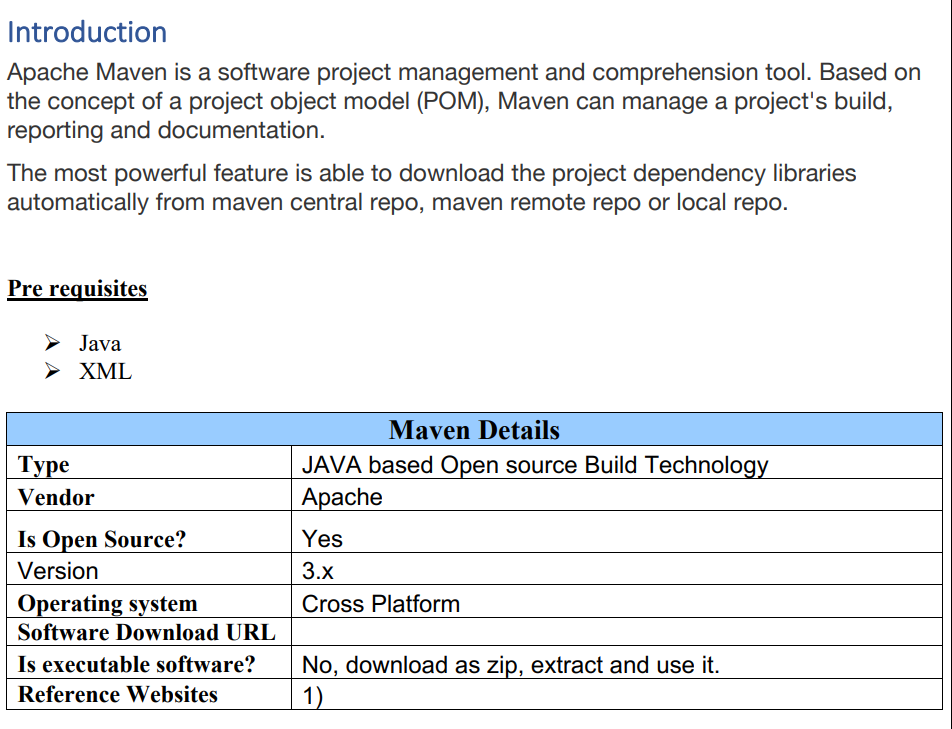 Introduction
Apache Maven is a software project management and comprehension tool. Based on
the concept of a project object model (POM), Maven can manage a project's build,
reporting and documentation.
The most powerful feature is able to download the project dependency libraries
automatically from maven central repo, maven remote repo or local repo.
Pre requisites
➢ Java
➢ XML
Maven Details
Type JAVA based Open source Build Technology
Vendor Apache
Is Open Source? Yes
Version 3.x
Operating system Cross Platform
Software Download URL
Is executable software? No, download as zip, extract and use it.
Reference Websites 1)